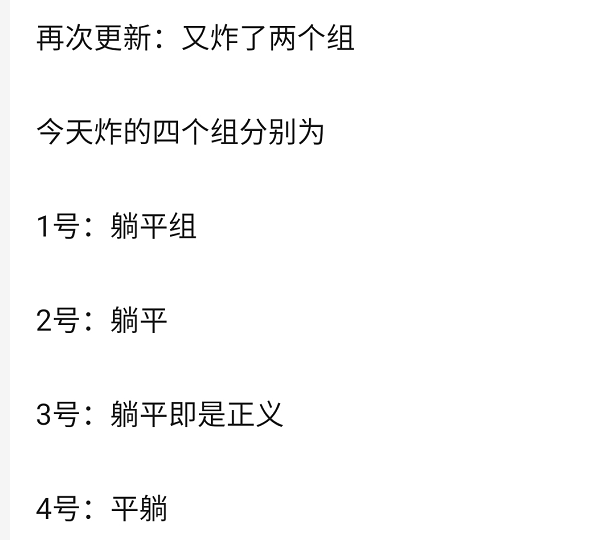 再次更新：又炸了两个组
今天炸的四个组分别为
1号：躺平组
2号：躺平
3号：躺平即是正义
4号：平躺